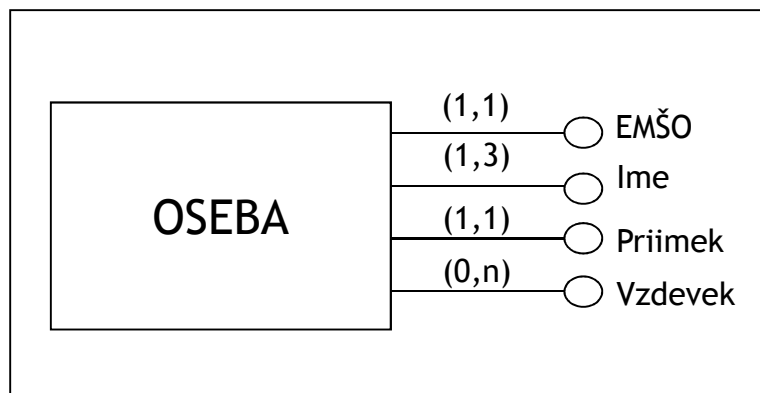 OSEBA
(1,1)
EMŠO
(1,3)
Ime
(1,1)
Priimek
(0,n)
Vzdevek